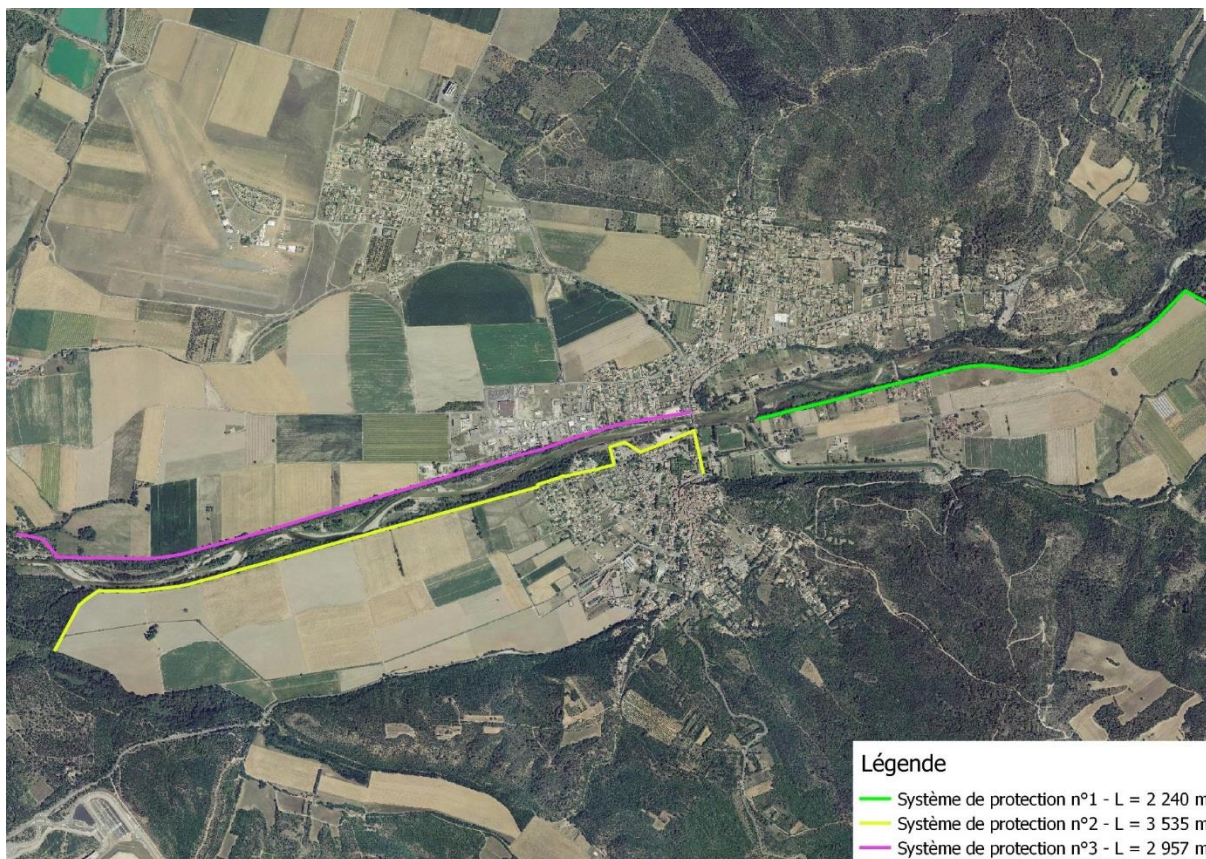 Légende
Système de protection n°1 - L = 2 240 m
Système de protection n°2 - L = 3 535 m
Système de protection n°3 - L = 2 957 m